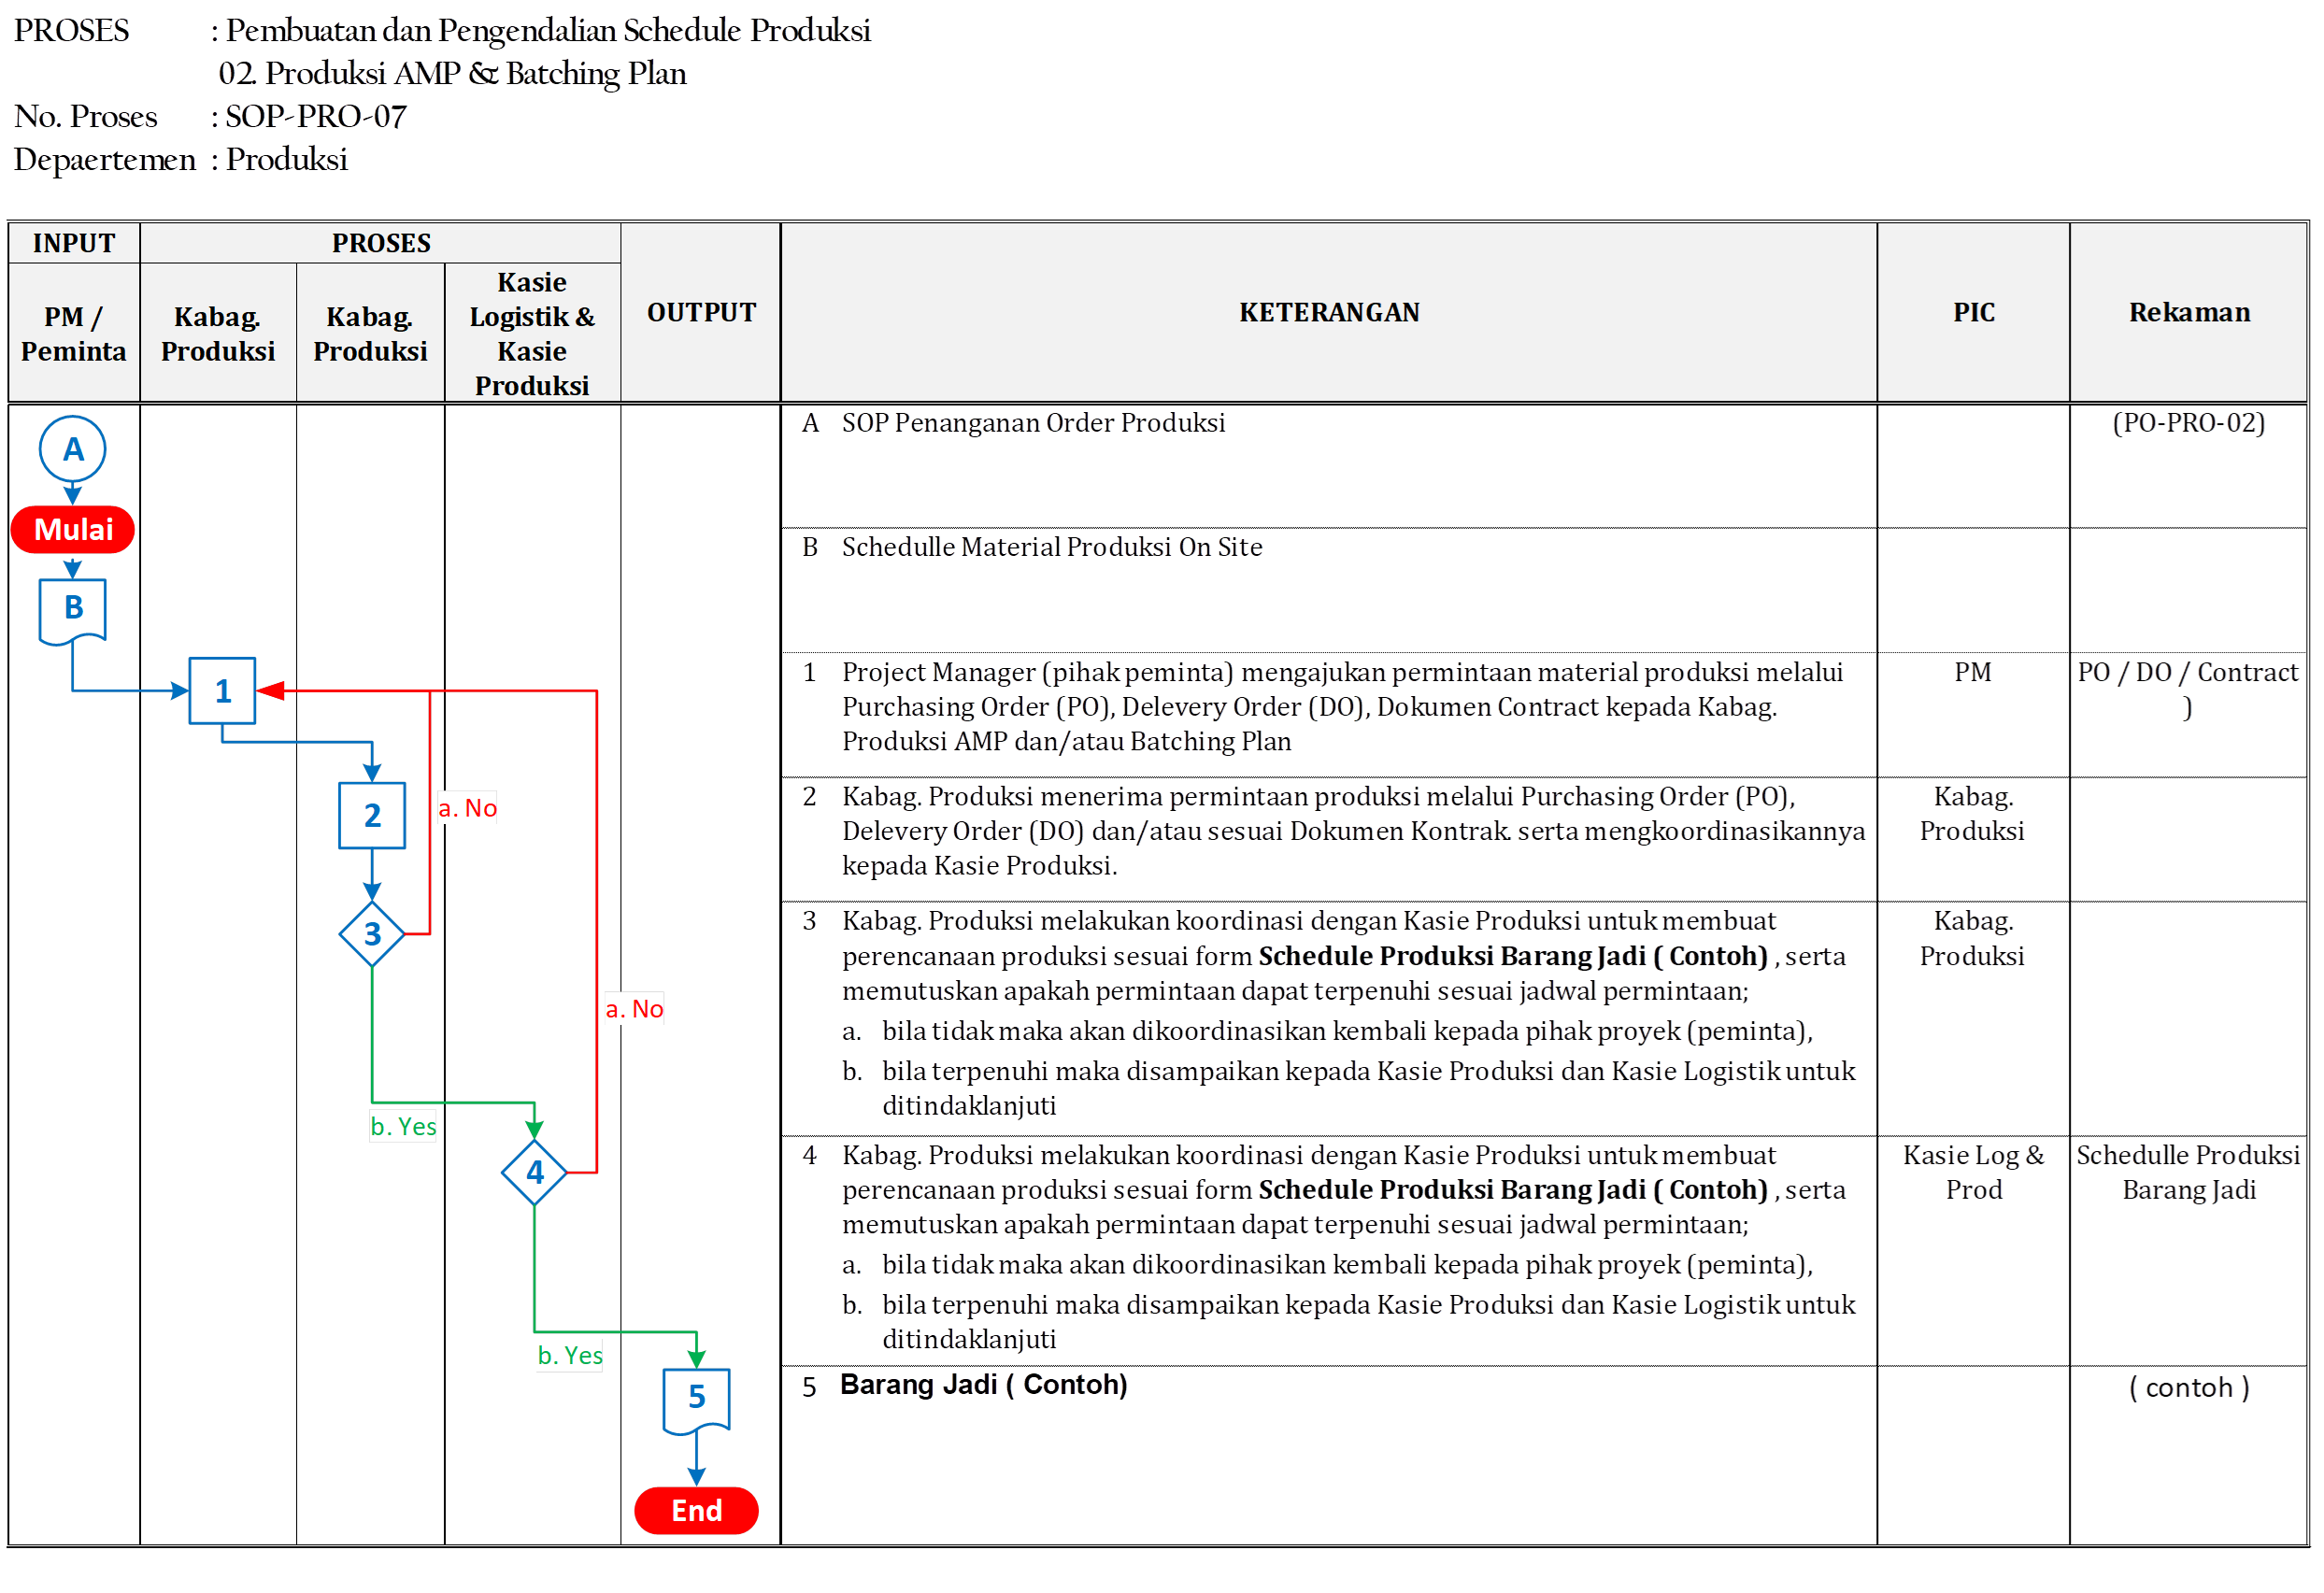 PROSES : Pembuatan dan Pengendalian Schedule Produksi
02. Produksi AMP & Batching Plan
No. Proses : SOP-PRO-07
Depaertemen : Produksi
INPUT
PROSES
OUTPUT
KETERANGAN
PIC
Rekaman
PM /
Peminta
Kabag.
Produksi
Kabag.
Produksi
Kasie
Logistik &
Kasie
Produksi
A
Mulai
B
1
2
a. No
3
a. No
b. Yes
4
b. Yes
5
End
A SOP Penanganan Order Produksi
(PO-PRO-02)
B Schedulle Material Produksi On Site
1 Project Manager (pihak peminta) mengajukan permintaan material produksi melalui
Purchasing Order (PO), Delevery Order (DO), Dokumen Contract kepada Kabag.
Produksi AMP dan/atau Batching Plan
PM
PO / DO / Contract
)
2 Kabag. Produksi menerima permintaan produksi melalui Purchasing Order (PO),
Delevery Order (DO) dan/atau sesuai Dokumen Kontrak. serta mengkoordinasikannya
kepada Kasie Produksi.
Kabag.
Produksi
3 Kabag. Produksi melakukan koordinasi dengan Kasie Produksi untuk membuat
perencanaan produksi sesuai form Schedule Produksi Barang Jadi ( Contoh) , serta
memutuskan apakah permintaan dapat terpenuhi sesuai jadwal permintaan;
a. bila tidak maka akan dikoordinasikan kembali kepada pihak proyek (peminta),
b. bila terpenuhi maka disampaikan kepada Kasie Produksi dan Kasie Logistik untuk
ditindaklanjuti
Kabag.
Produksi
4 Kabag. Produksi melakukan koordinasi dengan Kasie Produksi untuk membuat
perencanaan produksi sesuai form Schedule Produksi Barang Jadi ( Contoh) , serta
memutuskan apakah permintaan dapat terpenuhi sesuai jadwal permintaan;
a. bila tidak maka akan dikoordinasikan kembali kepada pihak proyek (peminta),
b. bila terpenuhi maka disampaikan kepada Kasie Produksi dan Kasie Logistik untuk
ditindaklanjuti
Kasie Log &
Prod
Schedulle Produksi
Barang Jadi
5 Barang Jadi ( Contoh)
( contoh )